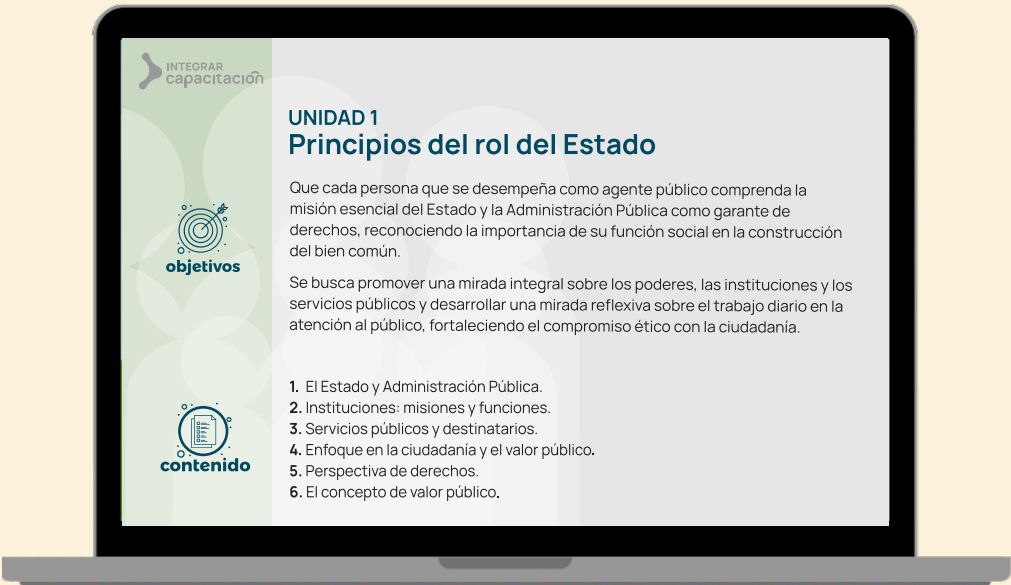 INTEGRAR
capacitación
UNIDAD 1
Principios del rol del Estado
Que cada persona que se desempeña como agente público comprenda la
misión esencial del Estado y la Administración Pública como garante de
derechos, reconociendo la importancia de su función social en la construcción
del bien común.
objetivos
Se busca promover una mirada integral sobre los poderes, las instituciones y los
servicios públicos y desarrollar una mirada reflexiva sobre el trabajo diario en la
atención al público, fortaleciendo el compromiso ético con la ciudadanía.
1. El Estado y Administración Pública.
2. Instituciones: misiones y funciones.
3. Servicios públicos y destinatarios.
4. Enfoque en la ciudadanía y el valor público.
5. Perspectiva de derechos.
6. El concepto de valor público.
contenido